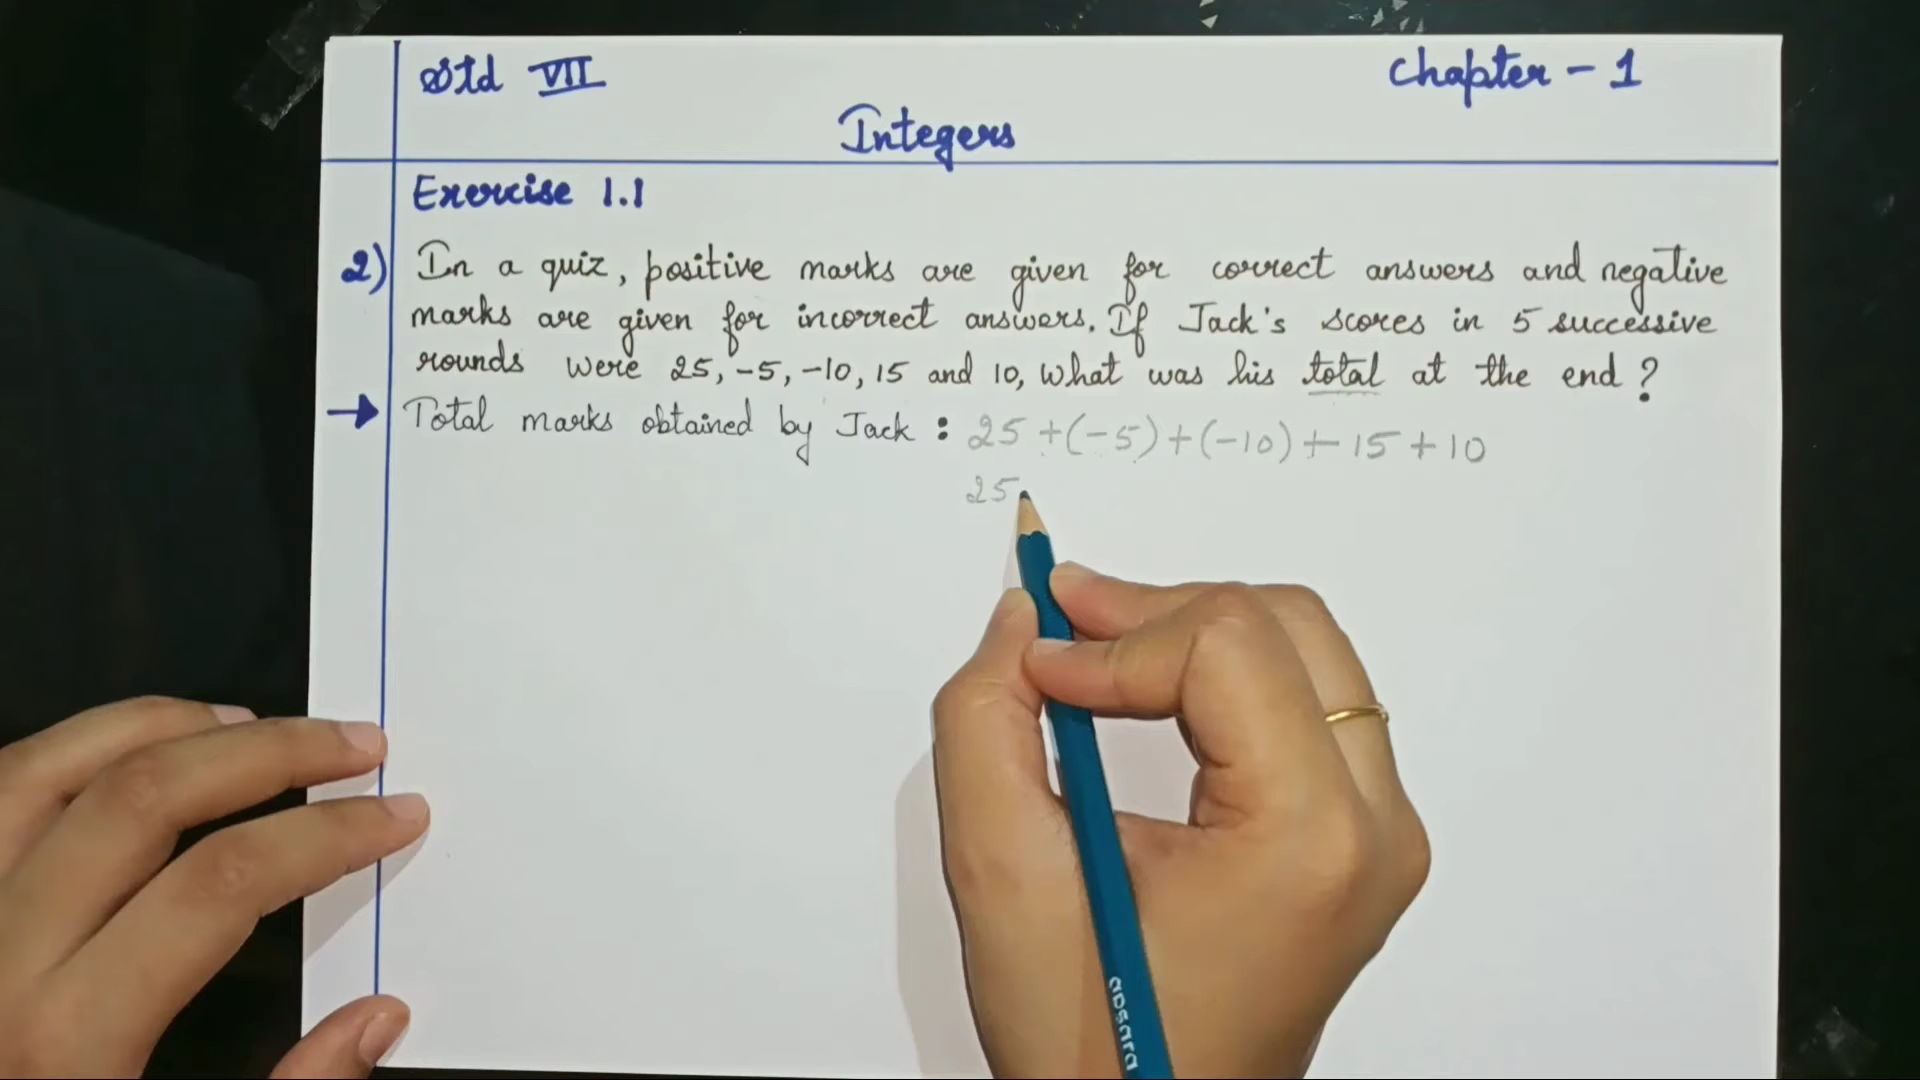 Std VII
Chapter - 1
Integers
Exercise 1.1
2) In a quiz, positive marks are given for correct answers and negative
marks are given for incorrect answers. If Jack's scores in 5 successive
rounds were 25, -5, -10, 15 and 10, what was his total at the end ?
→ Total marks obtained by Jack : 25 + (-5) + (-10) + 15 + 10
25
apsara